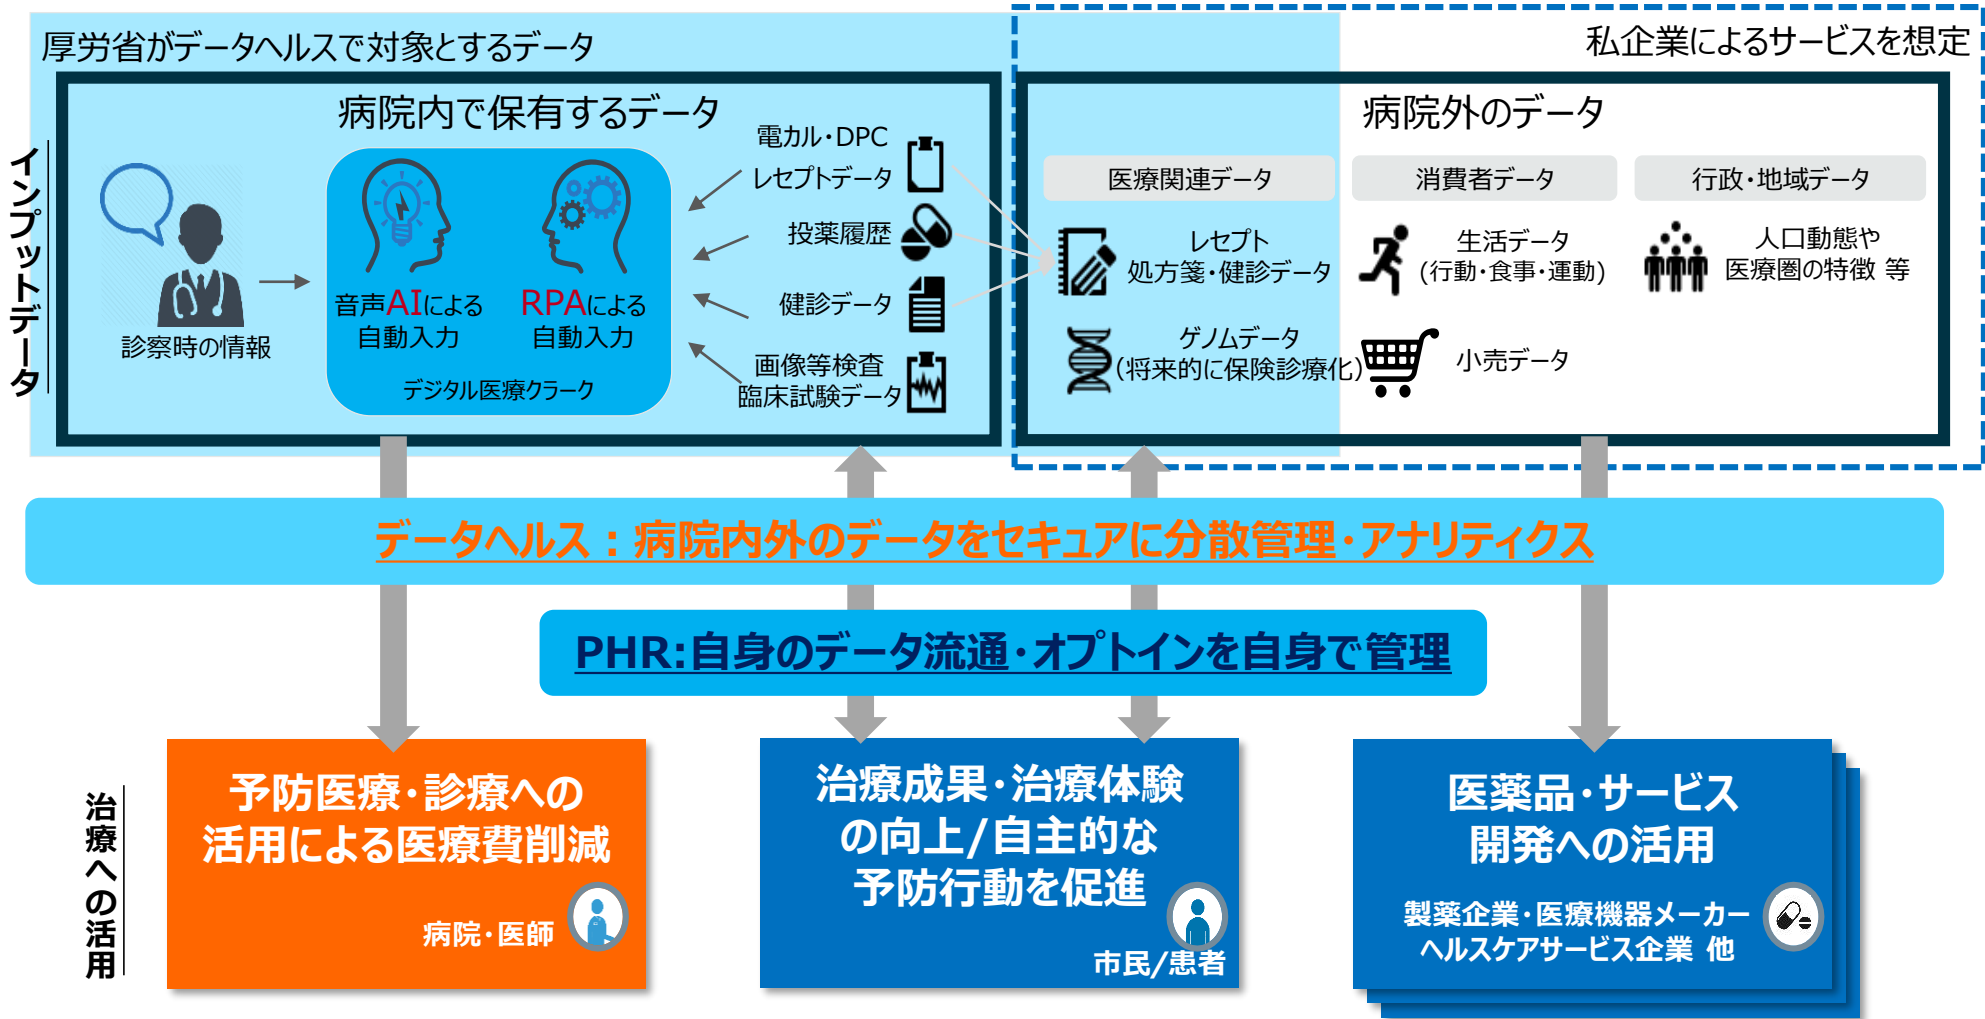 厚労省がデータヘルスで対象とするデータ
私企業によるサービスを想定
インプットデータ
病院内で保有するデータ
診察時の情報
音声AIによる
自動入力
RPAによる
自動入力
デジタル医療クラーク
電カル・DPC
レセプトデータ
投薬履歴
健診データ
画像等検査
臨床試験データ
病院外のデータ
医療関連データ
レセプト
処方箋・健診データ
ゲノムデータ
(将来的に保険診療化)
消費者データ
生活データ
(行動・食事・運動)
小売データ
行政・地域データ
人口動態や
医療圏の特徴 等
データヘルス：病院内外のデータをセキュアに分散管理・アナリティクス
PHR:自身のデータ流通・オプトインを自身で管理
治療への活用
予防医療・診療への
活用による医療費削減
病院・医師
治療成果・治療体験
の向上/自主的な
予防行動を促進
市民/患者
医薬品・サービス
開発への活用
製薬企業・医療機器メーカー
ヘルスケアサービス企業 他